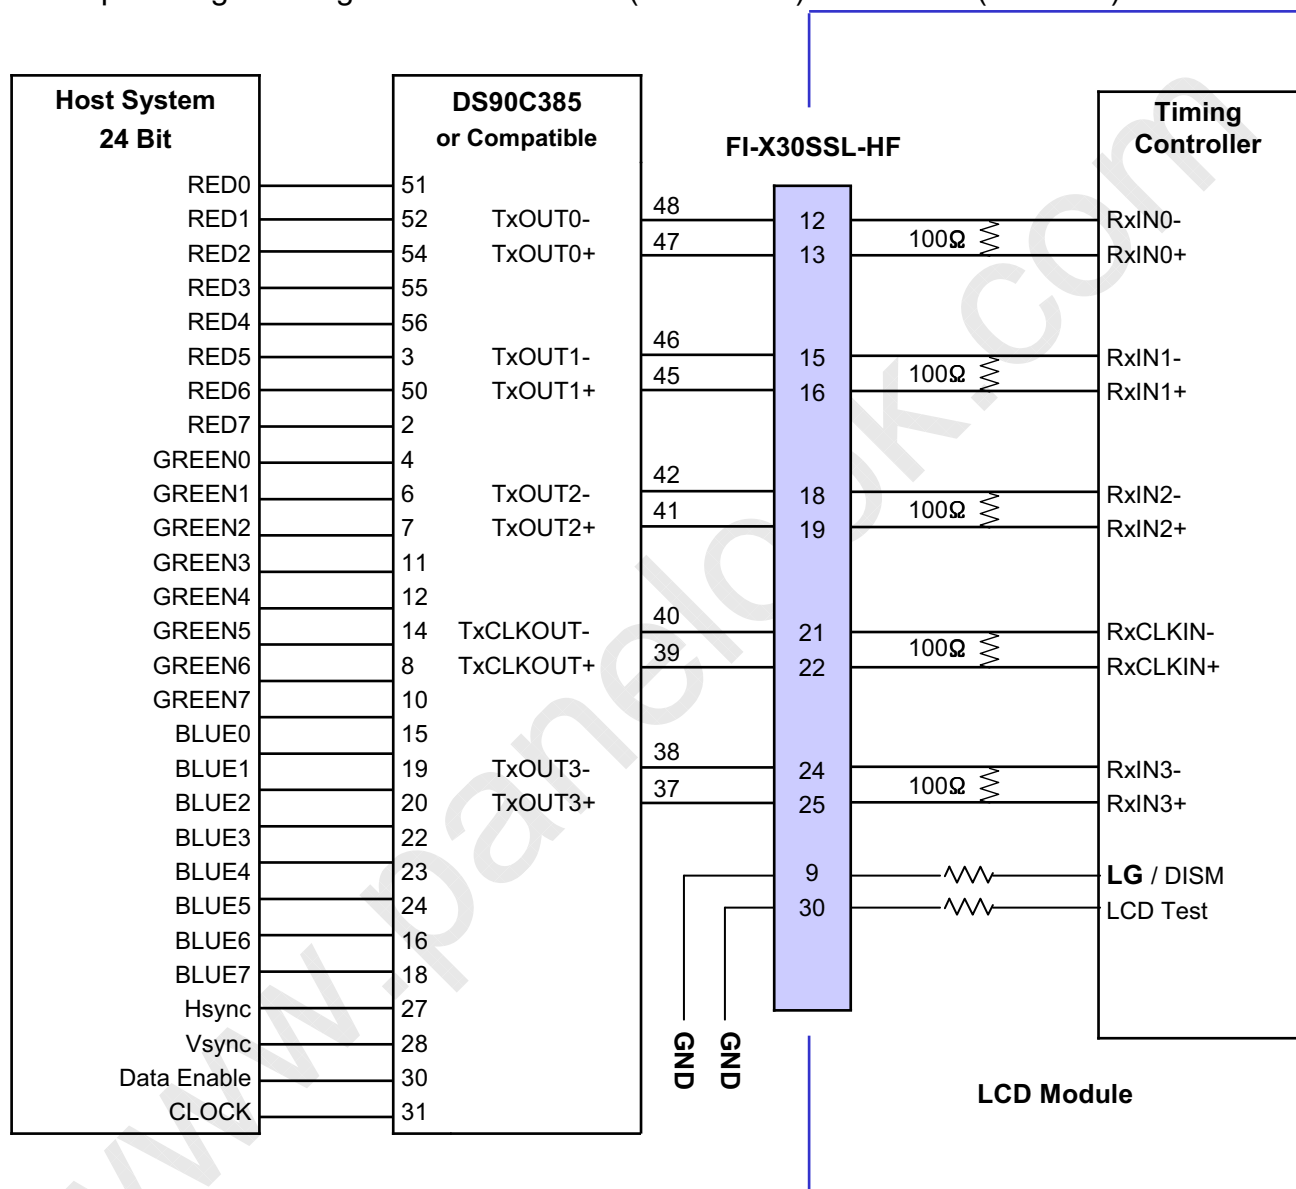 Host System
24 Bit
RED0
RED1
RED2
RED3
RED4
RED5
RED6
RED7
GREEN0
GREEN1
GREEN2
GREEN3
GREEN4
GREEN5
GREEN6
GREEN7
BLUE0
BLUE1
BLUE2
BLUE3
BLUE4
BLUE5
BLUE6
BLUE7
Hsync
Vsync
Data Enable
CLOCK
DS90C385
or Compatible
51
52
54
55
56
3
50
2
4
6
7
11
12
14
8
10
15
19
20
22
23
24
16
18
27
28
30
31
TxOUT0-
TxOUT0+
TxOUT1-
TxOUT1+
TxOUT2-
TxOUT2+
TxCLKOUT-
TxCLKOUT+
TxOUT3-
TxOUT3+
48
47
46
45
42
41
40
39
38
37
GND
GND
FI-X30SSL-HF
12
13
15
16
18
19
21
22
24
25
9
30
100Ω
100Ω
100Ω
100Ω
100Ω
Timing
Controller
RxIN0-
RxIN0+
RxIN1-
RxIN1+
RxIN2-
RxIN2+
RxCLKIN-
RxCLKIN+
RxIN3-
RxIN3+
LG / DISM
LCD Test
LCD Module
www.panelook.com